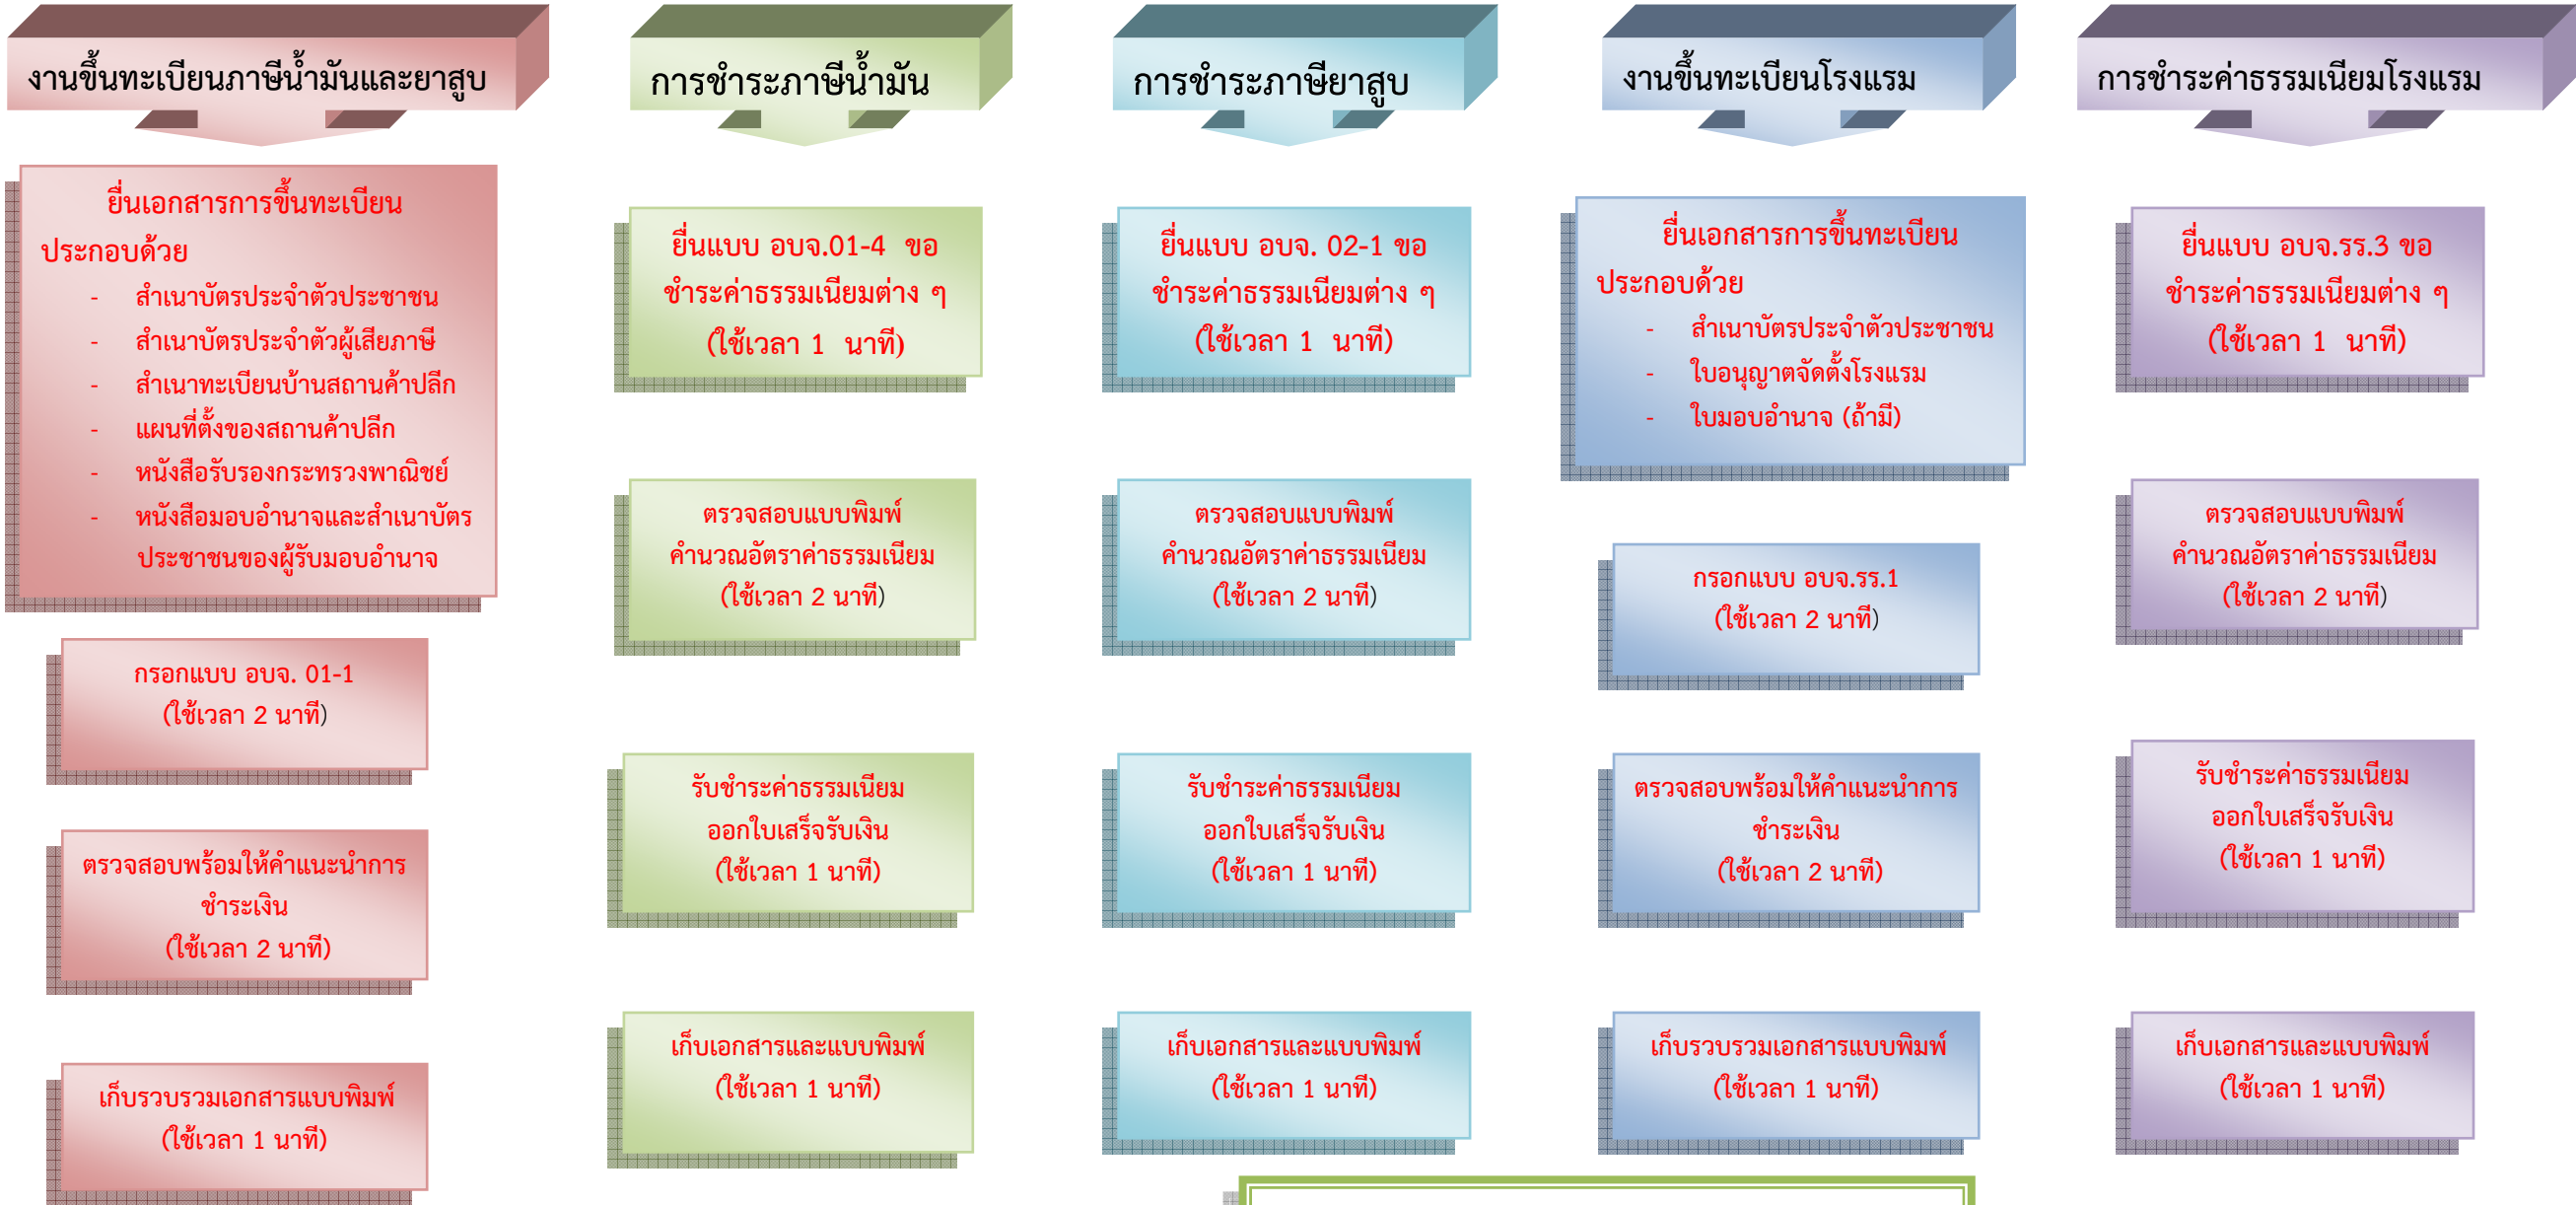 งานขึ้นทะเบียนภาษีน้ำมันและยาสูบ
ยื่นเอกสารการขึ้นทะเบียน
ประกอบด้วย
- สำเนาบัตรประจำตัวประชาชน
- สำเนาบัตรประจำตัวผู้เสียภาษี
- สำเนาทะเบียนบ้านสถานค้าปลีก
- แผนที่ตั้งของสถานค้าปลีก
- หนังสือรับรองกระทรวงพาณิชย์
- หนังสือมอบอำนาจและสำเนาบัตร
ประชาชนของผู้รับมอบอำนาจ
กรอกแบบ อบจ. 01-1
(ใช้เวลา 2 นาที)
ตรวจสอบพร้อมให้คำแนะนำการ
ชำระเงิน
(ใช้เวลา 2 นาที)
เก็บรวบรวมเอกสารแบบพิมพ์
(ใช้เวลา 1 นาที)
การชำระภาษีน้ำมัน
ยื่นแบบ อบจ.01-4 ขอ
ชำระค่าธรรมเนียมต่าง ๆ
(ใช้เวลา 1 นาที)
ตรวจสอบแบบพิมพ์
คำนวณอัตราค่าธรรมเนียม
(ใช้เวลา 2 นาที)
รับชำระค่าธรรมเนียม
ออกใบเสร็จรับเงิน
(ใช้เวลา 1 นาที)
เก็บเอกสารและแบบพิมพ์
(ใช้เวลา 1 นาที)
การชำระภาษียาสูบ
ยื่นแบบ อบจ. 02-1 ขอ
ชำระค่าธรรมเนียมต่าง ๆ
(ใช้เวลา 1 นาที)
ตรวจสอบแบบพิมพ์
คำนวณอัตราค่าธรรมเนียม
(ใช้เวลา 2 นาที)
รับชำระค่าธรรมเนียม
ออกใบเสร็จรับเงิน
(ใช้เวลา 1 นาที)
เก็บเอกสารและแบบพิมพ์
(ใช้เวลา 1 นาที)
งานขึ้นทะเบียนโรงแรม
ยื่นเอกสารการขึ้นทะเบียน
ประกอบด้วย
- สำเนาบัตรประจำตัวประชาชน
- ใบอนุญาตจัดตั้งโรงแรม
- ใบมอบอำนาจ (ถ้ามี)
กรอกแบบ อบจ.รร.1
(ใช้เวลา 2 นาที)
ตรวจสอบพร้อมให้คำแนะนำการ
ชำระเงิน
(ใช้เวลา 2 นาที)
เก็บรวบรวมเอกสารแบบพิมพ์
(ใช้เวลา 1 นาที)
การชำระค่าธรรมเนียมโรงแรม
ยื่นแบบ อบจ.รร.3 ขอ
ชำระค่าธรรมเนียมต่าง ๆ
(ใช้เวลา 1 นาที)
ตรวจสอบแบบพิมพ์
คำนวณอัตราค่าธรรมเนียม
(ใช้เวลา 2 นาที)
รับชำระค่าธรรมเนียม
ออกใบเสร็จรับเงิน
(ใช้เวลา 1 นาที)
เก็บเอกสารและแบบพิมพ์
(ใช้เวลา 1 นาที)